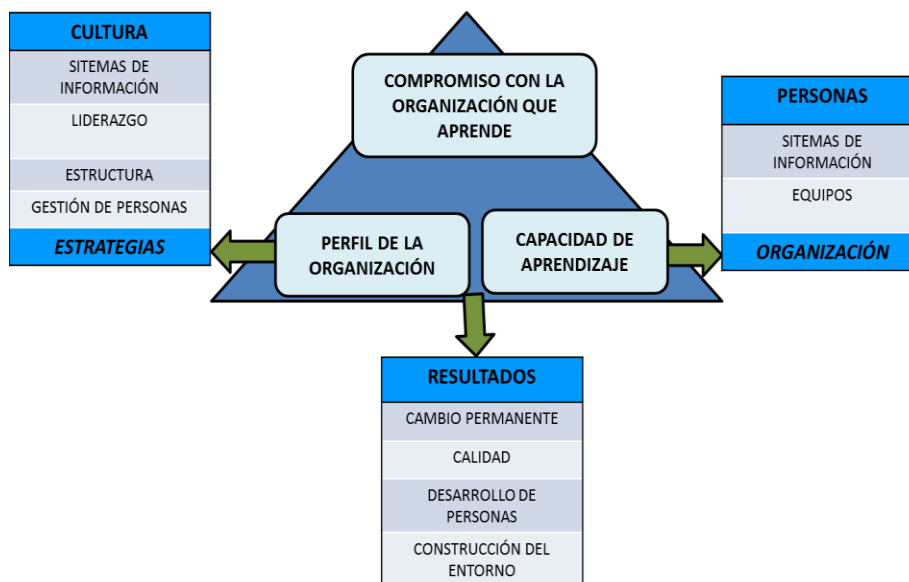 CULTURA
SITEMAS DE
INFORMACIÓN
LIDERAZGO
ESTRUCTURA
GESTIÓN DE PERSONAS
ESTRATEGIAS
COMPROMISO CON LA
ORGANIZACIÓN QUE
APRENDE
PERFIL DE LA
ORGANIZACIÓN
CAPACIDAD DE
APRENDIZAJE
PERSONAS
SITEMAS DE
INFORMACIÓN
EQUIPOS
ORGANIZACIÓN
RESULTADOS
CAMBIO PERMANENTE
CALIDAD
DESARROLLO DE
PERSONAS
CONSTRUCCIÓN DEL
ENTORNO